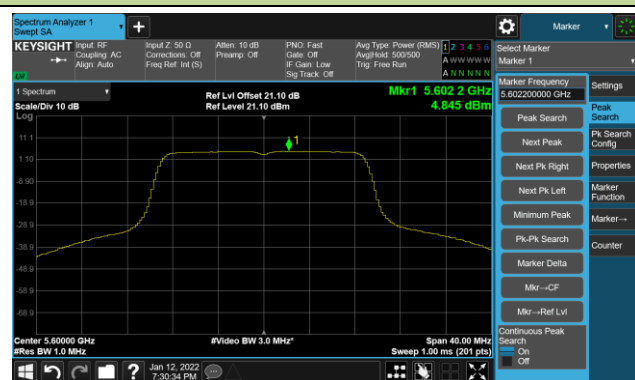 Spectrum Analyzer 1
Swept SA
+
Marker
KEYSIGHT
Input: RF
Coupling: AC
Align: Auto
Input Z: 50 Ω
Corrections: Off
Freq Ref: Int (S)
Atten: 10 dB
Preamp: Off
PNO: Fast
Gate: Off
IF Gain: Low
Sig Track: Off
Avg Type: Power (RMS)
Avg|Hold: 500/500
Trig: Free Run
1 2 3 4 5 6
A W W W W W
A N N N N N
LW
Select Marker
Marker 1
1 Spectrum
Scale/Div 10 dB
Log
Ref Lvl Offset 21.10 dB
Ref Level 21.10 dBm
Mkr1 5.602 2 GHz
4.845 dBm
11.1
1.10
-8.90
-18.9
-28.9
-38.9
-48.9
-58.9
-68.9
1
Center 5.60000 GHz
#Res BW 1.0 MHz
#Video BW 3.0 MHz*
Span 40.00 MHz
Sweep 1.00 ms (201 pts)
Marker Frequency
5.602200000 GHz
Peak Search
Next Peak
Next Pk Right
Next Pk Left
Minimum Peak
Pk-Pk Search
Marker Delta
Mkr→CF
Mkr→Ref Lvl
Continuous Peak
Search
On
Off
Settings
Peak
Search
Pk Search
Config
Properties
Marker
Function
Marker→
Counter
?
Jan 12, 2022
7:30:34 PM